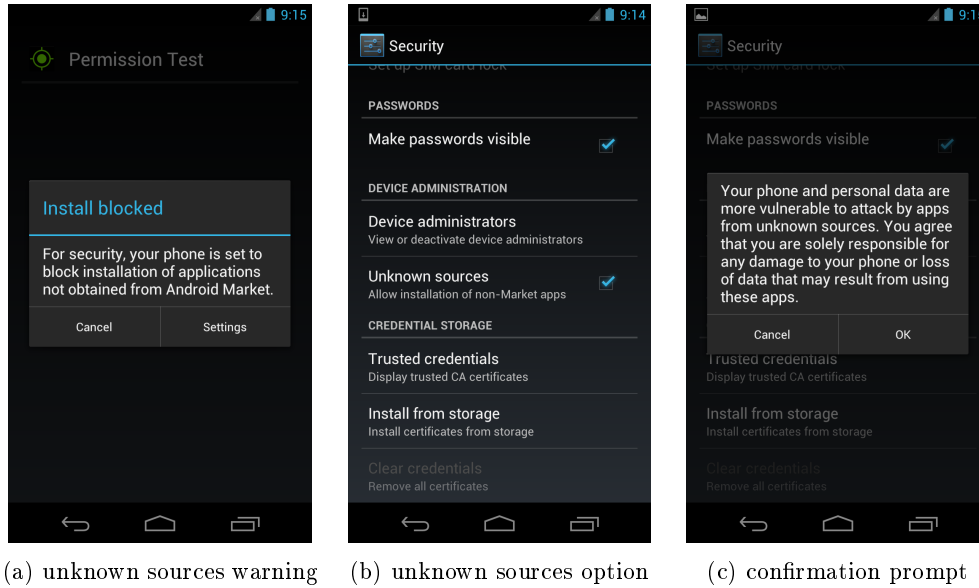 9:15
Permission Test
Install blocked
For security, your phone is set to
block installation of applications
not obtained from Android Market.
Cancel
Settings
(a) unknown sources warning
9:14
Security
Set up SIM card lock
PASSWORDS
Make passwords visible
DEVICE ADMINISTRATION
Device administrators
View or deactivate device administrators
Unknown sources
Allow installation of non-Market apps
CREDENTIAL STORAGE
Trusted credentials
Display trusted CA certificates
Install from storage
Install certificates from storage
Clear credentials
Remove all certificates
(b) unknown sources option
Security
Set up SIM card lock
PASSWORDS
Make passwords visible
Your phone and personal data are
more vulnerable to attack by apps
from unknown sources. You agree
that you are solely responsible for
any damage to your phone or loss
of data that may result from using
these apps.
Cancel
OK
Trusted credentials
Display trusted CA certificates
Install from storage
Install certificates from storage
Clear credentials
Remove all certificates
(c) confirmation prompt